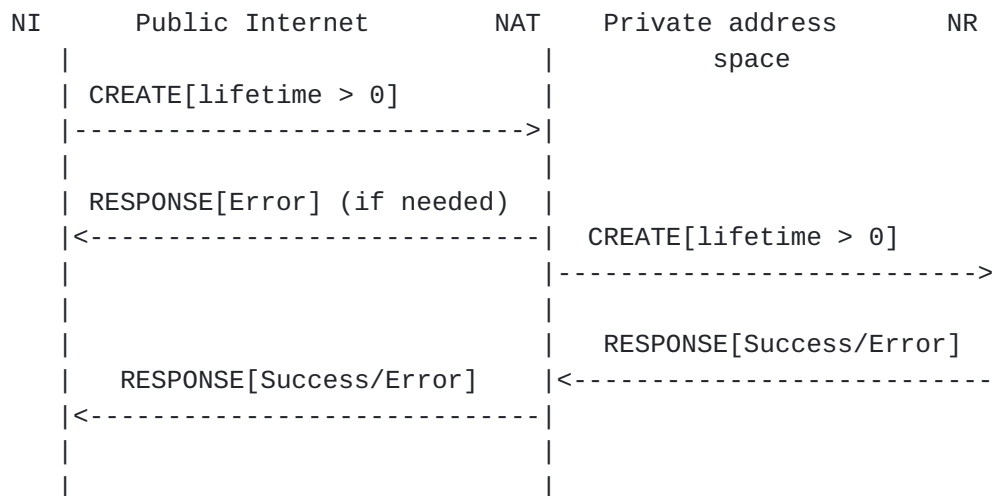 NI Public Internet NAT Private address NR
space
CREATE[lifetime > 0]
RESPONSE[Error] (if needed)
CREATE[lifetime > 0]
RESPONSE[Success/Error]
RESPONSE[Success/Error]